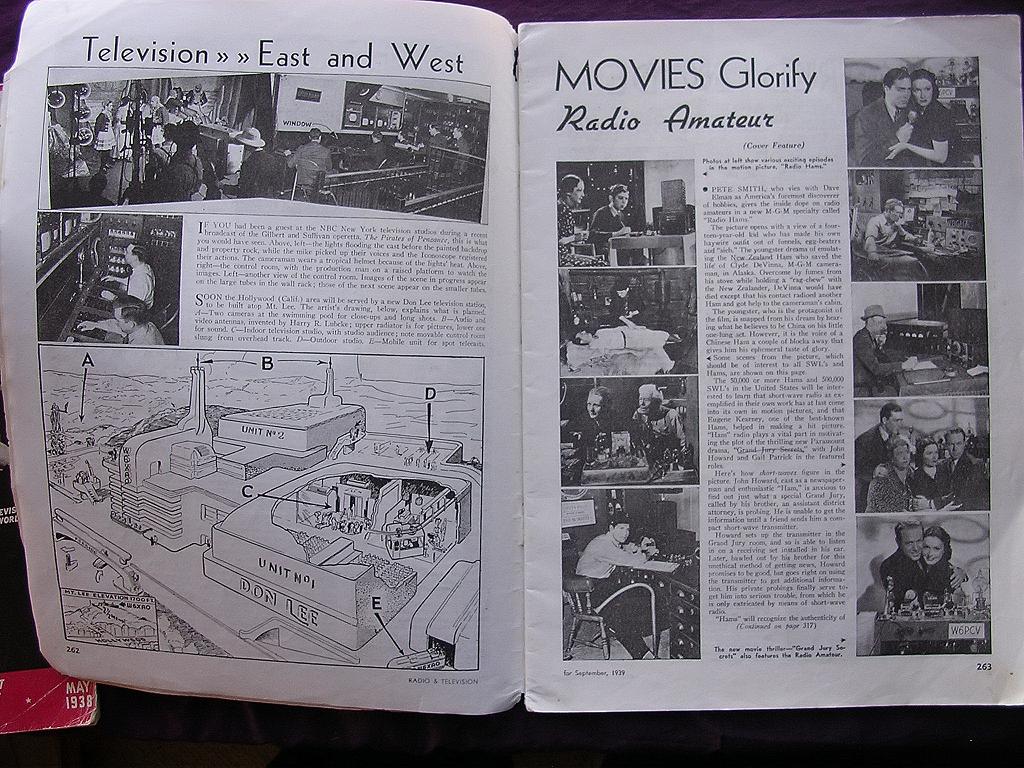 Television » » East and West
WINDOW
IF YOU had been a guest at the NBC New York television studios during a recent
broadcast of the Gilbert and Sullivan operetta, The Pirates of Penzance, this is what
you would have seen. Above, left—the lights flooding the cast before the painted backdrop
and property rock, while the mike picked up their voices and the Iconoscope registered
their actions. The cameraman wears a tropical helmet because of the lights' heat. Above,
right—the control room, with the production man on a raised platform to watch the
images. Left—another view of the control room. Images of the scene in progress appear
on the large tubes in the wall rack; those of the next scene appear on the smaller tubes.
SOON the Hollywood (Calif.) area will be served by a new Don Lee television station,
to be built atop Mt. Lee. The artist's drawing, below, explains what is planned.
A—Two cameras at the swimming pool for close-ups and long shots. B—Audio and
video antennas, invented by Harry R. Lubcke; upper radiator is for pictures, lower one
for sound. C—Indoor television studio, with studio audience; note movable control room
slung from overhead track. D—Outdoor studio. E—Mobile unit for spot telecasts.
A
B
D
UNIT Nº 2
C
UNIT Nº 1
DON LEE
E
MT. LEE ELEVATION 1700 FT.
W6XAO
262
RADIO & TELEVISION
MAY
1938
MOVIES Glorify
Radio Amateur
(Cover Feature)
Photos at left show various exciting episodes
in the motion picture, "Radio Hams."
● PETE SMITH, who vies with Dave
Elman as America's foremost discoverer
of hobbies, gives the inside dope on radio
amateurs in a new M-G-M specialty called
"Radio Hams."
The picture opens with a view of a four-
teen-year-old kid who has made his own
haywire outfit out of funnels, egg-beaters
and "sich." The youngster dreams of emulat-
ing the New Zealand Ham who saved the
life of Clyde DeVinna, M-G-M camera-
man, in Alaska. Overcome by fumes from
his stove while holding a "rag-chew" with
the New Zealander, DeVinna would have
died except that his contact radioed another
Ham and got help to the cameraman's cabin.
The youngster, who is the protagonist of
the film, is snapped from his dream by hear-
ing what he believes to be China on his little
one-lung set. However, it is the voice of a
Chinese Ham a couple of blocks away that
gives him his ephemeral taste of glory.
Some scenes from the picture, which
should be of interest to all SWL's and
Hams, are shown on this page.
The 50,000 or more Hams and 500,000
SWL's in the United States will be inter-
ested to learn that short-wave radio as ex-
emplified in their own work has at last come
into its own in motion pictures, and that
Eugene Kearney, one of the best-known
Hams, helped in making a hit picture.
"Ham" radio plays a vital part in motivat-
ing the plot of the thrilling new Paramount
drama, "Grand Jury Secrets," with John
Howard and Gail Patrick in the featured
roles.
Here's how short-waves figure in the
picture. John Howard, cast as a newspaper-
man and enthusiastic "Ham," is anxious to
find out just what a special Grand Jury,
called by his brother, an assistant district
attorney, is probing. He is unable to get the
information until a friend sends him a com-
pact short-wave transmitter.
Howard sets up the transmitter in the
Grand Jury room, and so is able to listen
in on a receiving set installed in his car.
Later, bawled out by his brother for this
unethical method of getting news, Howard
promises to be good, but goes right on using
the transmitter to get additional informa-
tion. His private probings finally serve to
get him into serious trouble, from which he
is only extricated by means of short-wave
radio.
"Hams" will recognize the authenticity of
(Continued on page 317)
The new movie thriller—"Grand Jury Se-
crets" also features the Radio Amateur.
W6PCV
for September, 1939
263